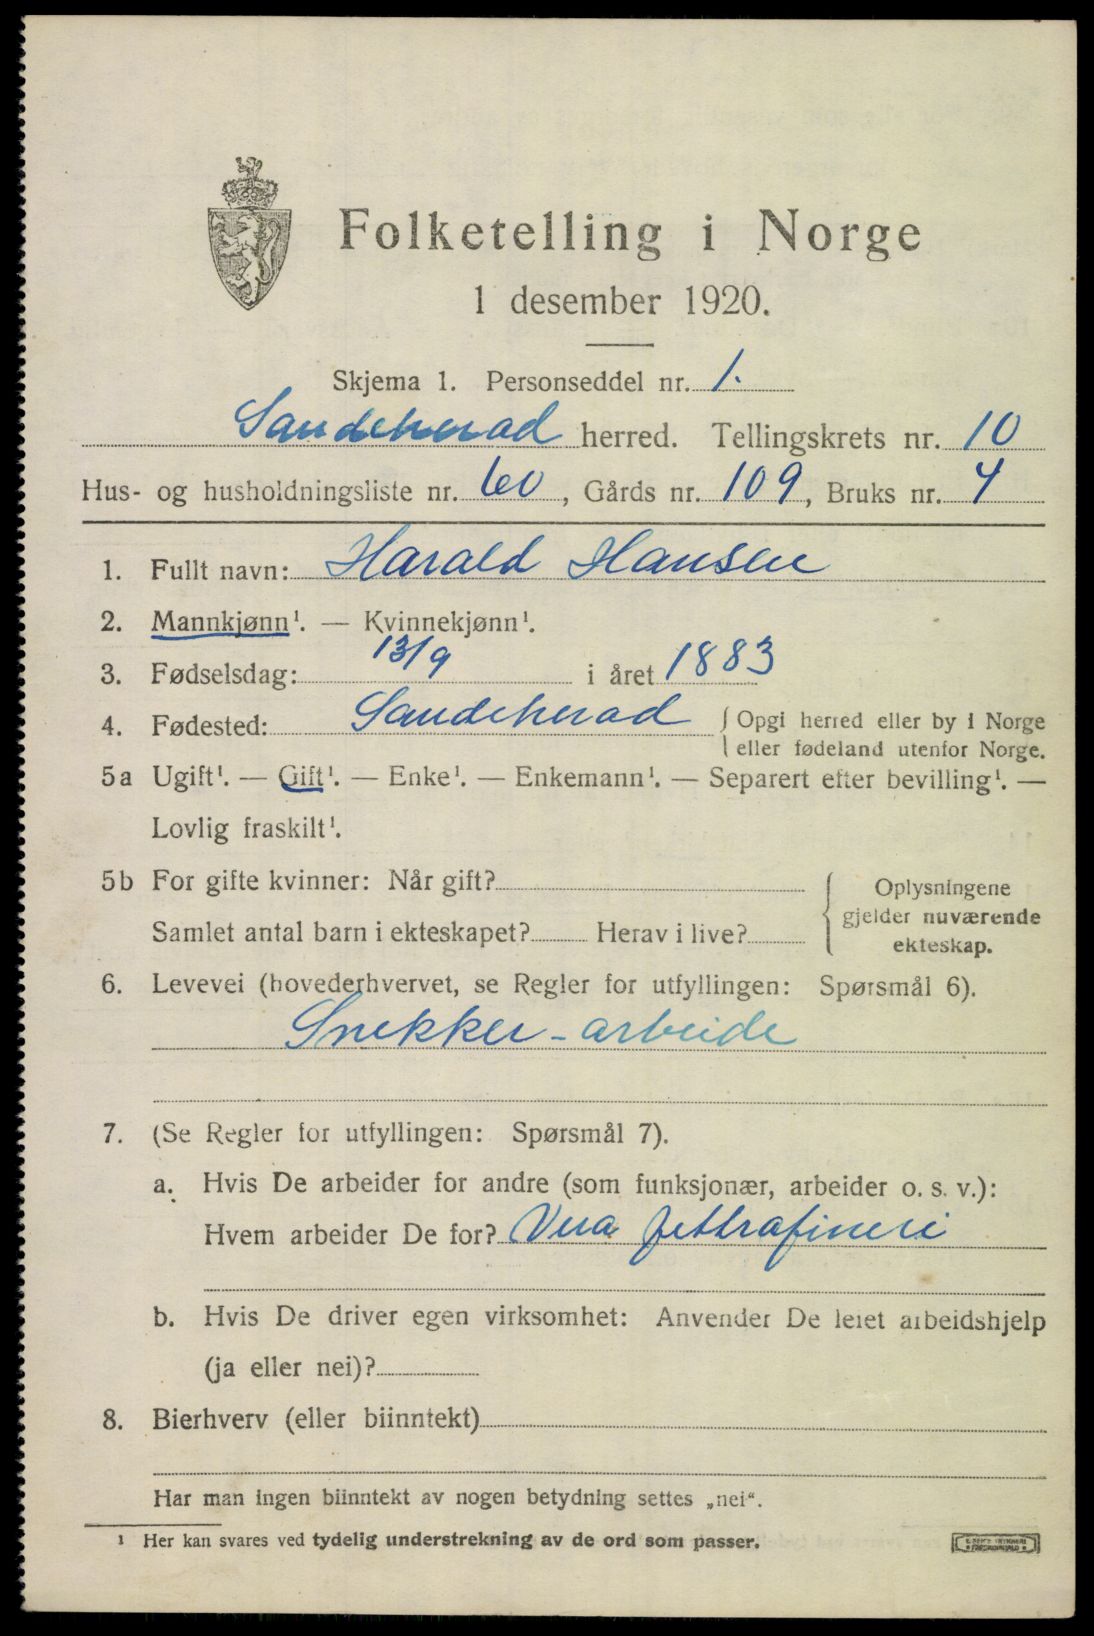 Folketelling i Norge
1 desember 1920.
Skjema 1. Personseddel nr. 1.
Sandeherad herred. Tellingskrets nr. 10
Hus- og husholdningsliste nr. 60, Gårds nr. 109, Bruks nr. 4
1. Fullt navn: Harald Hansen
2. Mannkjønn¹. — Kvinnekjønn¹.
3. Fødselsdag: 13/9 i året 1883
4. Fødested: Sandeherad { Opgi herred eller by i Norge
eller fødeland utenfor Norge.
5a Ugift¹. — Gift¹. — Enke¹. — Enkemann¹. — Separert efter bevilling¹. —
Lovlig fraskilt¹.
5b For gifte kvinner: Når gift?
Samlet antal barn i ekteskapet? Herav i live?
Oplysningene
gjelder nuværende
ekteskap.
6. Levevei (hovederhvervet, se Regler for utfyllingen: Spørsmål 6).
Snekker-arbeide
7. (Se Regler for utfyllingen: Spørsmål 7).
a. Hvis De arbeider for andre (som funksjonær, arbeider o. s. v.):
Hvem arbeider De for? Vera fettrafineri
b. Hvis De driver egen virksomhet: Anvender De leiet arbeidshjelp
(ja eller nei)?
8. Bierhverv (eller biinntekt)
Har man ingen biinntekt av nogen betydning settes „nei“.
¹ Her kan svares ved tydelig understrekning av de ord som passer.